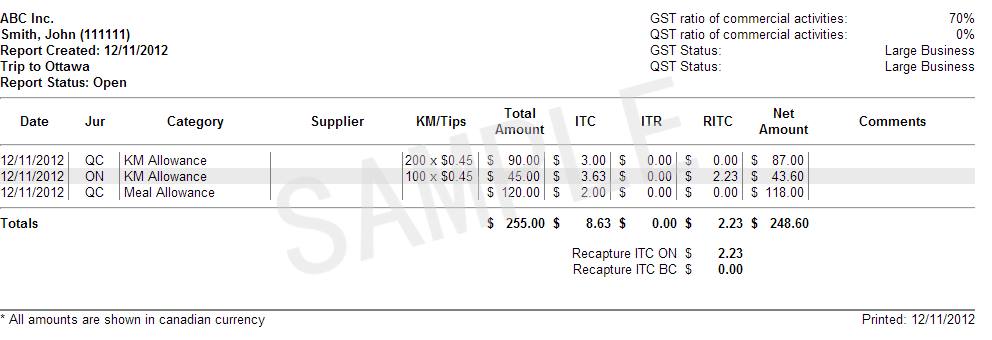 ABC Inc. GST ratio of commercial activities: 70%
Smith, John (111111) QST ratio of commercial activities: 0%
Report Created: 12/11/2012 GST Status: Large Business
Trip to Ottawa QST Status: Large Business
Report Status: Open
Date Jur Category Supplier KM/Tips Total Amount ITC ITR RITC Net Amount Comments
12/11/2012 QC KM Allowance 200 x $0.45 $ 90.00 $ 3.00 $ 0.00 $ 0.00 $ 87.00
12/11/2012 ON KM Allowance 100 x $0.45 $ 45.00 $ 3.63 $ 0.00 $ 2.23 $ 43.60
12/11/2012 QC Meal Allowance $ 120.00 $ 2.00 $ 0.00 $ 0.00 $ 118.00
Totals $ 255.00 $ 8.63 $ 0.00 $ 2.23 $ 248.60
Recapture ITC ON $ 2.23
Recapture ITC BC $ 0.00
* All amounts are shown in canadian currency Printed: 12/11/2012
SAMPLE